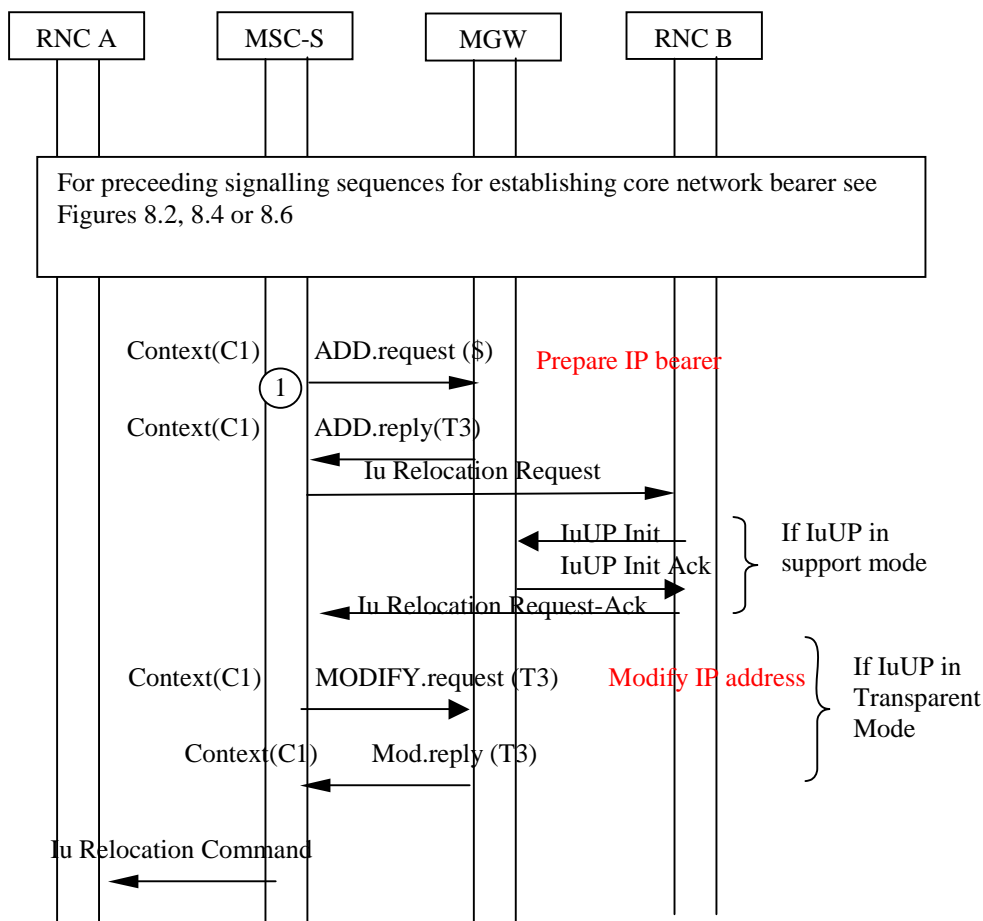 RNC A
MSC-S
MGW
RNC B
For preceeding signalling sequences for establishing core network bearer see
Figures 8.2, 8.4 or 8.6
Context(C1)
ADD.request ($)
Prepare IP bearer
1
Context(C1)
ADD.reply(T3)
Iu Relocation Request
IuUP Init
IuUP Init Ack
If IuUP in
support mode
Iu Relocation Request-Ack
Context(C1)
MODIFY.request (T3)
Modify IP address
If IuUP in
Transparent
Mode
Context(C1)
Mod.reply (T3)
Iu Relocation Command